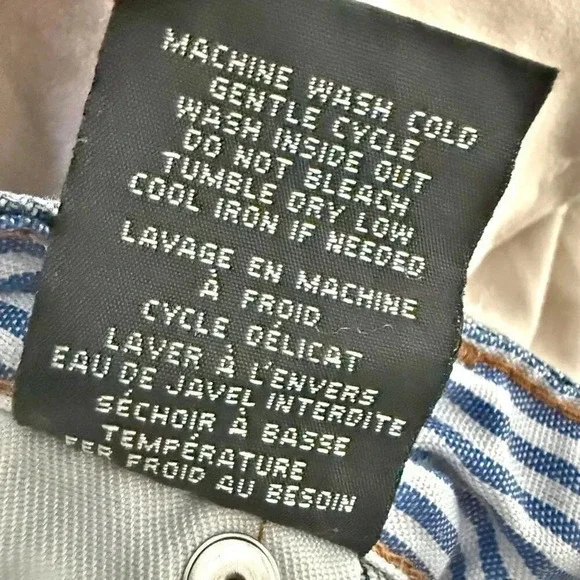 MACHINE WASH COLD
GENTLE CYCLE
WASH INSIDE OUT
DO NOT BLEACH
TUMBLE DRY LOW
COOL IRON IF NEEDED
LAVAGE EN MACHINE
À FROID
CYCLE DÉLICAT
LAVER À L'ENVERS
EAU DE JAVEL INTERDITE
SÉCHOIR À BASSE
TEMPÉRATURE
FER FROID AU BESOIN